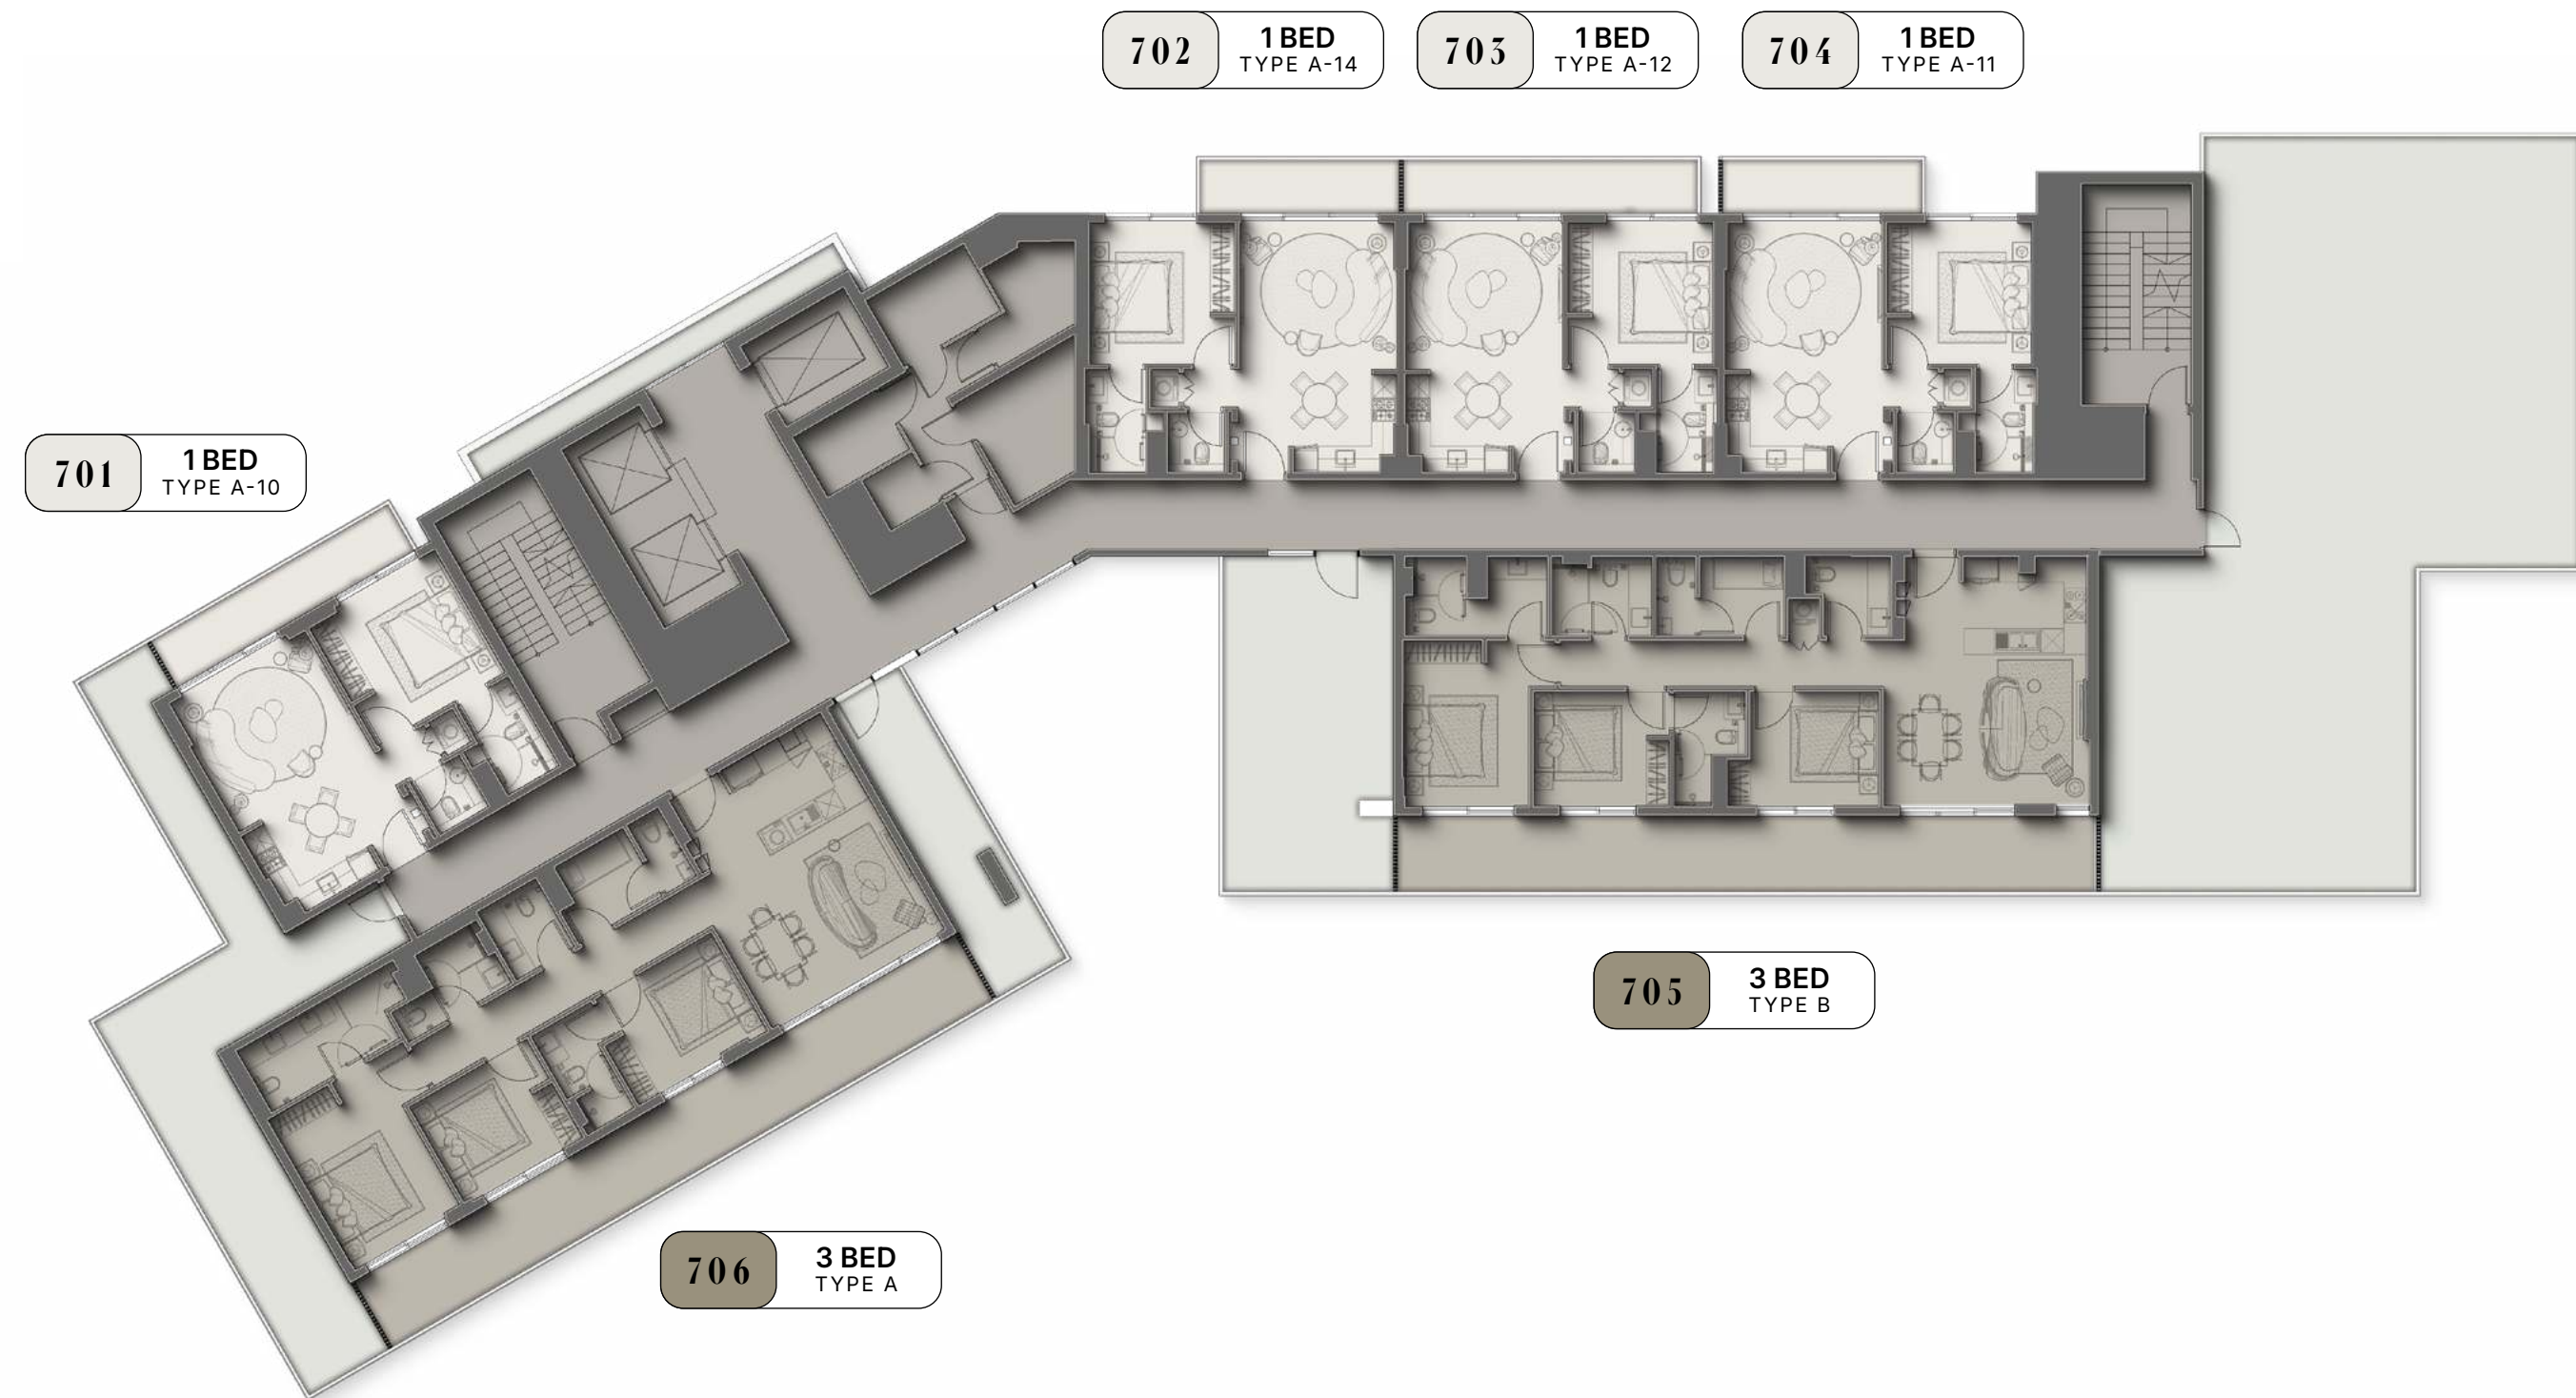 702
1 BED
TYPE A-14
703
1 BED
TYPE A-12
704
1 BED
TYPE A-11
701
1 BED
TYPE A-10
705
3 BED
TYPE B
706
3 BED
TYPE A